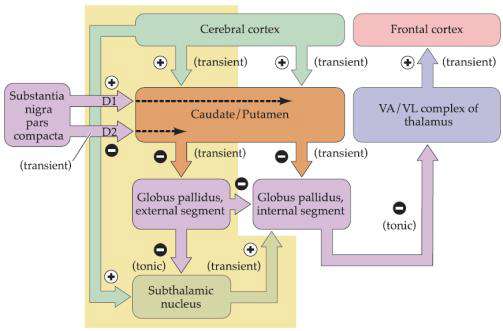 Cerebral cortex
Frontal cortex
+
(transient)
+
(transient)
+
(transient)
Substantia
nigra
pars
compacta
+
D1
D2
−
(transient)
Caudate/Putamen
VA/VL complex of
thalamus
−
(transient)
−
(transient)
Globus pallidus,
external segment
−
Globus pallidus,
internal segment
−
(tonic)
−
(tonic)
+
(transient)
+
Subthalamic
nucleus